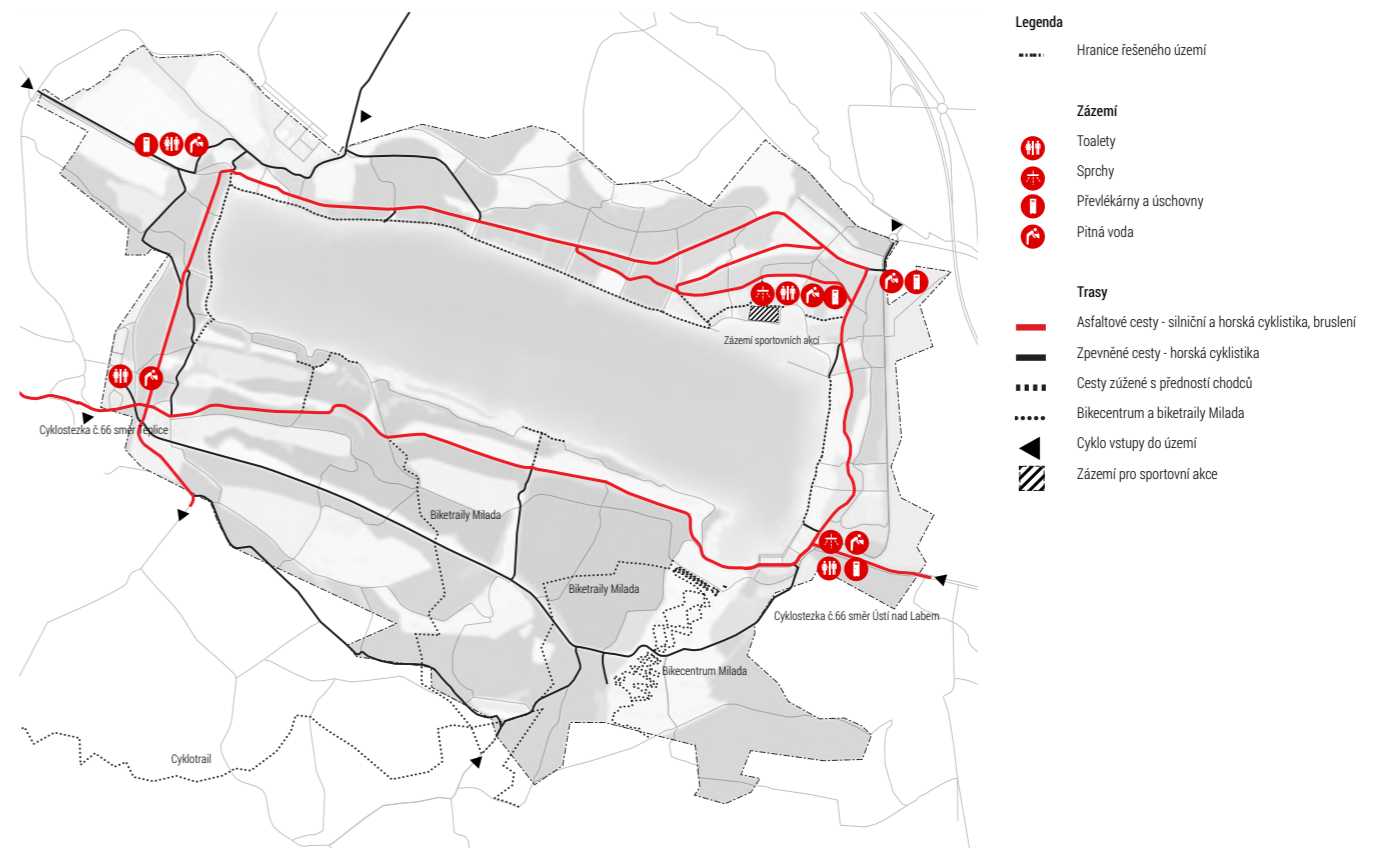 Legenda
Hranice řešeného území
Zázemí
Toalety
Sprchy
Převlékárny a úschovny
Pitná voda
Trasy
Asfaltové cesty - silniční a horská cyklistika, bruslení
Zpevněné cesty - horská cyklistika
Cesty zúžené s předností chodců
Bikecentrum a biketraily Milada
Cyklo vstupy do území
Zázemí pro sportovní akce
Zázemí sportovních akcí
Cyklostezka č.66 směr Teplice
Biketraily Milada
Biketraily Milada
Cyklostezka č.66 směr Ústí nad Labem
Bikecentrum Milada
Cyklotrail